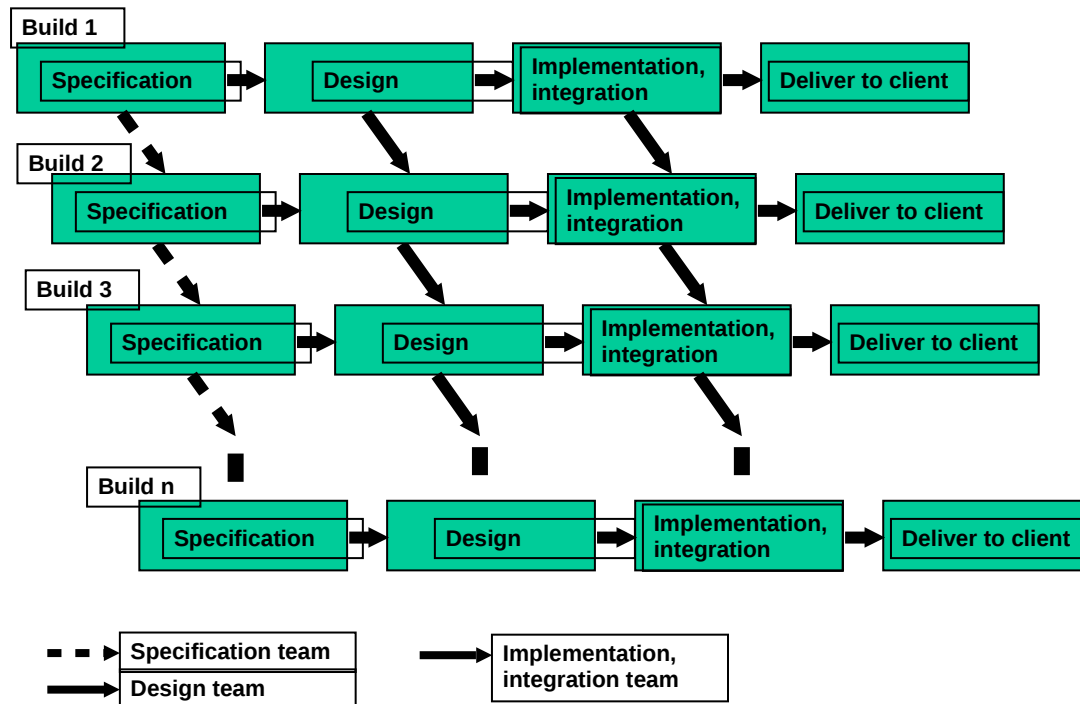 Build 1
Specification
Design
Implementation,
integration
Deliver to client
Build 2
Specification
Design
Implementation,
integration
Deliver to client
Build 3
Specification
Design
Implementation,
integration
Deliver to client
Build n
Specification
Design
Implementation,
integration
Deliver to client
Specification team
Design team
Implementation,
integration team